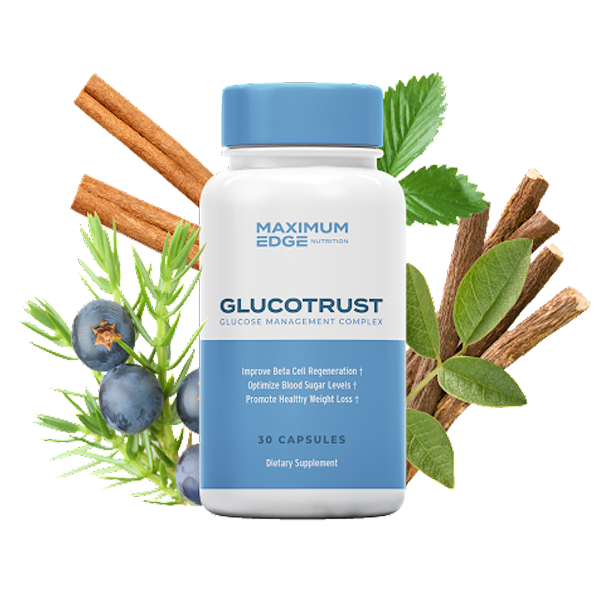 MAXIMUM
EDGE NUTRITION
GLUCOTRUST
GLUCOSE MANAGEMENT COMPLEX
Improve Beta Cell Regeneration †
Optimize Blood Sugar Levels †
Promote Healthy Weight Loss †
30 CAPSULES
Dietary Supplement